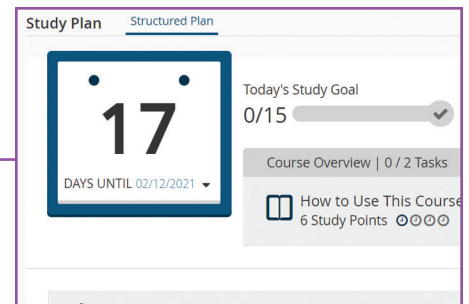 Study Plan Structured Plan
17
DAYS UNTIL 02/12/2021
Today's Study Goal
0/15
Course Overview | 0 / 2 Tasks
How to Use This Course
6 Study Points